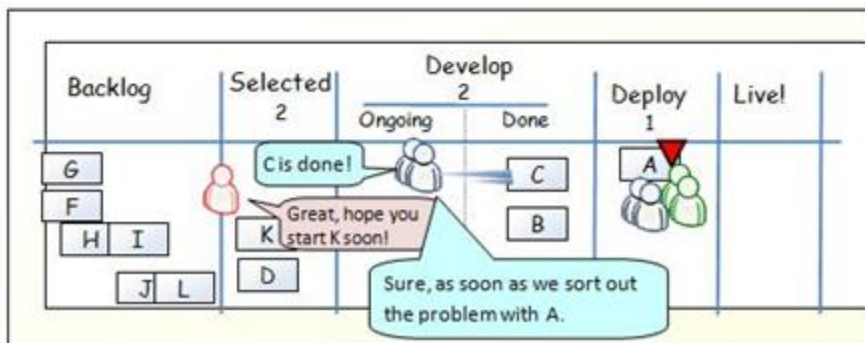 Backlog
Selected
2
Develop
2
Ongoing
Done
Deploy
1
Live!
G
F
H I
J L
C is done!
Great, hope you
start K soon!
K
D
C
B
A
Sure, as soon as we sort out
the problem with A.